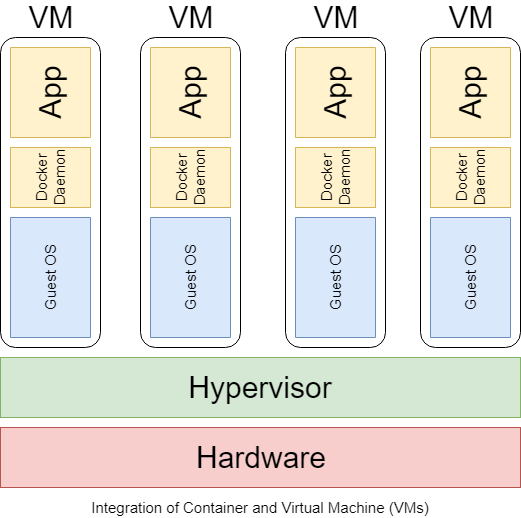 VM VM VM VM
App App App App
Docker Docker Docker Docker
Daemon Daemon Daemon Daemon
Guest OS Guest OS Guest OS Guest OS
Hypervisor
Hardware
Integration of Container and Virtual Machine (VMs)